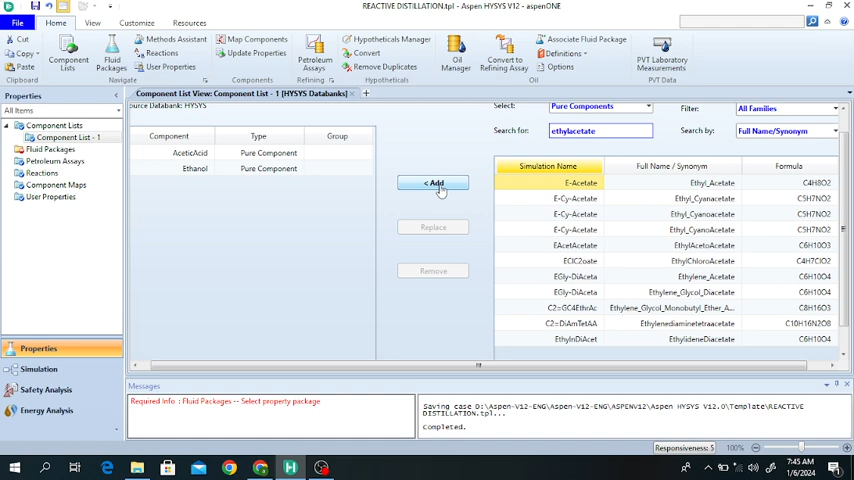 REACTIVE DISTILLATION.tpl - Aspen HYSYS V12 - aspenONE
File Home View Customize Resources
Cut
Copy
Paste
Clipboard
Component Lists
Fluid Packages
Methods Assistant
Reactions
User Properties
Navigate
Map Components
Update Properties
Components
Petroleum Assays
Refining
Hypotheticals Manager
Convert
Remove Duplicates
Hypotheticals
Oil Manager
Convert to Refining Assay
Associate Fluid Package
Definitions
Options
Oil
PVT Laboratory Measurements
PVT Data
Properties
All Items
Component Lists
Component List - 1
Fluid Packages
Petroleum Assays
Reactions
Component Maps
User Properties
Properties
Simulation
Safety Analysis
Energy Analysis
Component List View: Component List - 1 [HYSYS Databanks]
ource Databank: HYSYS
Component Type Group
AceticAcid Pure Component
Ethanol Pure Component
< Add
Replace
Remove
Select: Pure Components Filter: All Families
Search for: ethylacetate Search by: Full Name/Synonym
Simulation Name Full Name / Synonym Formula
E-Acetate Ethyl_Acetate C4H8O2
E-Cy-Acetate Ethyl_Cyanacetate C5H7NO2
E-Cy-Acetate Ethyl_Cyanoacetate C5H7NO2
E-Cy-Acetate Ethyl_CyanoAcetate C5H7NO2
EAcetAcetate EthylAcetoAcetate C6H10O3
EClC2oate EthylChloroAcetate C4H7ClO2
EGly-DiAceta Ethylene_Acetate C6H10O4
EGly-DiAceta Ethylene_Glycol_Diacetate C6H10O4
C2=GC4EthrAc Ethylene_Glycol_Monobutyl_Ether_A... C8H16O3
C2=DiAmTetAA Ethylenediaminetetraacetate C10H16N2O8
EthylnDiAcet EthylideneDiacetate C6H10O4
Messages
Required Info : Fluid Packages -- Select property package
Saving case D:\Aspen-V12-ENG\Aspen-V12-ENG\ASPENV12\Aspen HYSYS V12.0\Template\REACTIVE
DISTILLATION.tpl...
Completed.
Responsiveness: 5 100%
7:45 AM
1/6/2024